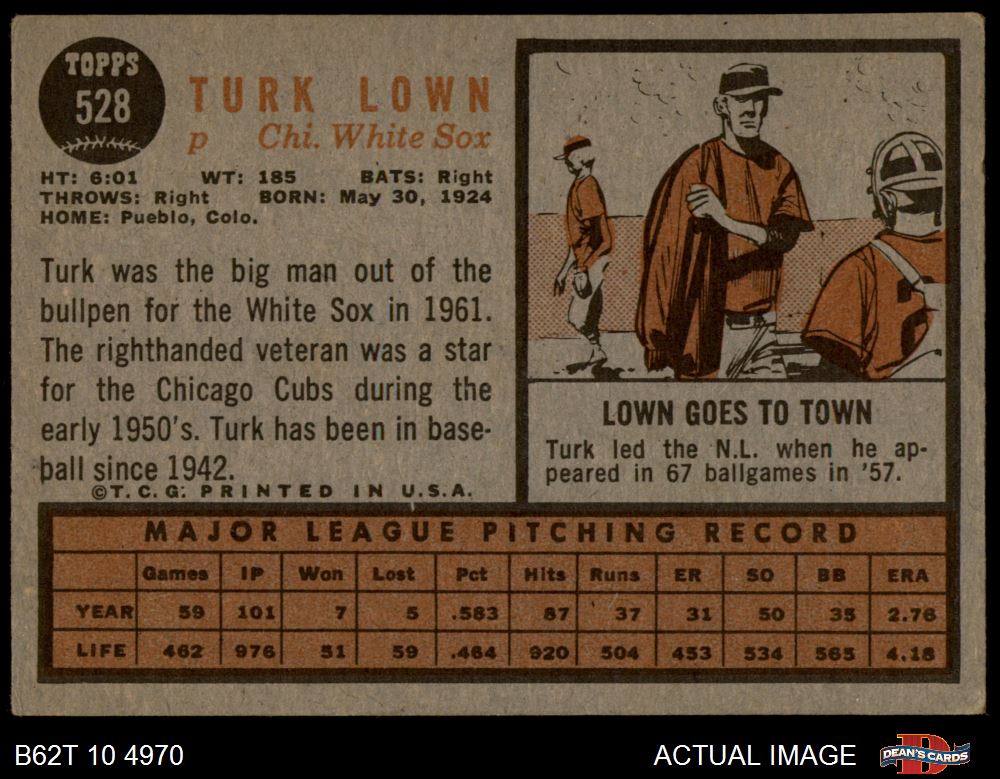 TOPPS
528
TURK LOWN
p Chi. White Sox
HT: 6:01 WT: 185 BATS: Right
THROWS: Right BORN: May 30, 1924
HOME: Pueblo, Colo.
Turk was the big man out of the
bullpen for the White Sox in 1961.
The righthanded veteran was a star
for the Chicago Cubs during the
early 1950's. Turk has been in base-
ball since 1942.
©T.C.G. PRINTED IN U.S.A.
LOWN GOES TO TOWN
Turk led the N.L. when he ap-
peared in 67 ballgames in '57.
MAJOR LEAGUE PITCHING RECORD
Games IP Won Lost Pct Hits Runs ER SO BB ERA
YEAR 59 101 7 5 .583 87 37 31 50 35 2.76
LIFE 462 976 51 59 .464 920 504 453 534 565 4.18
B62T 10 4970 ACTUAL IMAGE DEAN'S CARDS